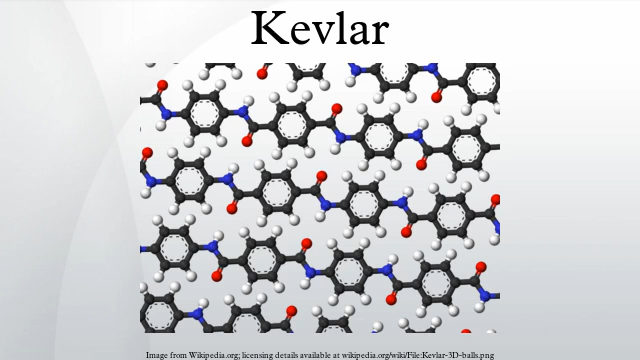 Kevlar
Image from Wikipedia.org; licensing details available at wikipedia.org/wiki/File:Kevlar-3D-balls.png